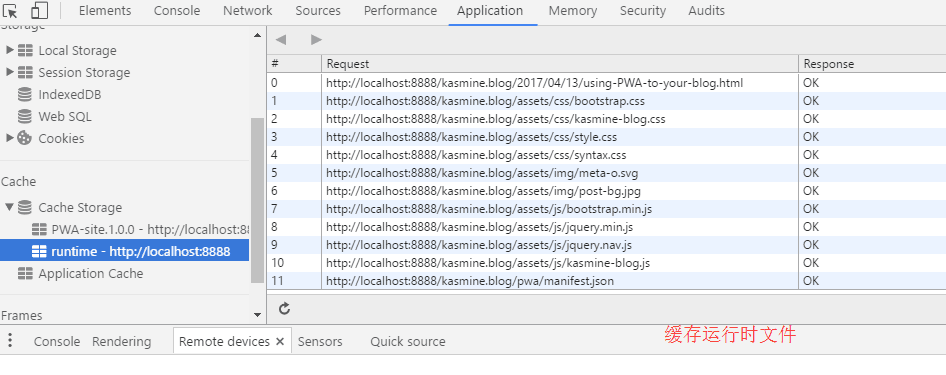 Elements Console Network Sources Performance Application Memory Security Audits
Local Storage
Session Storage
IndexedDB
Web SQL
Cookies
Cache
Cache Storage
PWA-site.1.0.0 - http://localhost:88
runtime - http://localhost:8888
Application Cache
Frames
# Request Response
0 http://localhost:8888/kasmine.blog/2017/04/13/using-PWA-to-your-blog.html OK
1 http://localhost:8888/kasmine.blog/assets/css/bootstrap.css OK
2 http://localhost:8888/kasmine.blog/assets/css/kasmine-blog.css OK
3 http://localhost:8888/kasmine.blog/assets/css/style.css OK
4 http://localhost:8888/kasmine.blog/assets/css/syntax.css OK
5 http://localhost:8888/kasmine.blog/assets/img/meta-o.svg OK
6 http://localhost:8888/kasmine.blog/assets/img/post-bg.jpg OK
7 http://localhost:8888/kasmine.blog/assets/js/bootstrap.min.js OK
8 http://localhost:8888/kasmine.blog/assets/js/jquery.min.js OK
9 http://localhost:8888/kasmine.blog/assets/js/jquery.nav.js OK
10 http://localhost:8888/kasmine.blog/assets/js/kasmine-blog.js OK
11 http://localhost:8888/kasmine.blog/pwa/manifest.json OK
缓存运行时文件
Console Rendering Remote devices × Sensors Quick source